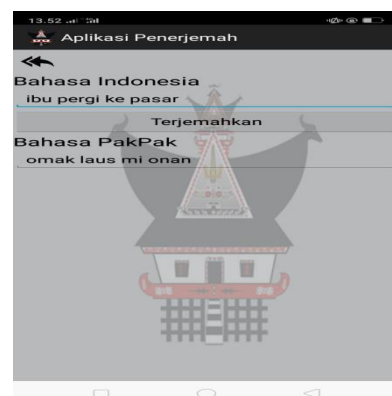 13.52
Aplikasi Penerjemah
Bahasa Indonesia
ibu pergi ke pasar
Terjemahkan
Bahasa PakPak
omak laus mi onan